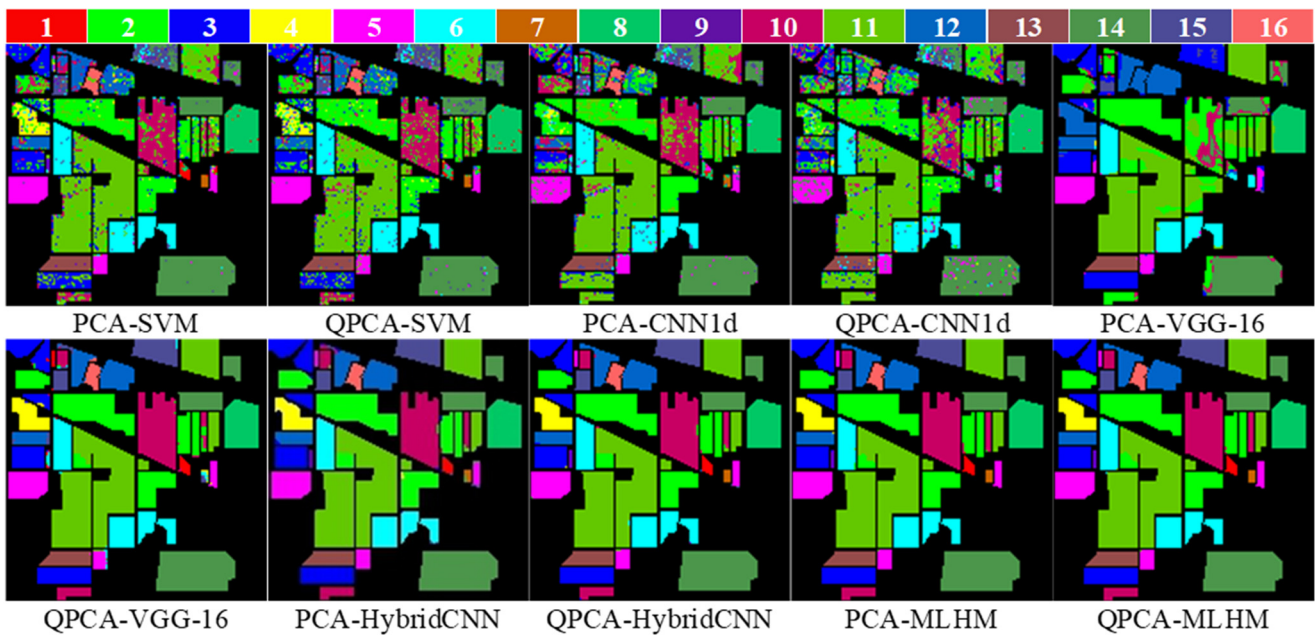 1 2 3 4 5 6 7 8 9 10 11 12 13 14 15 16
PCA-SVM QPCA-SVM PCA-CNN1d QPCA-CNN1d PCA-VGG-16
QPCA-VGG-16 PCA-HybridCNN QPCA-HybridCNN PCA-MLHM QPCA-MLHM